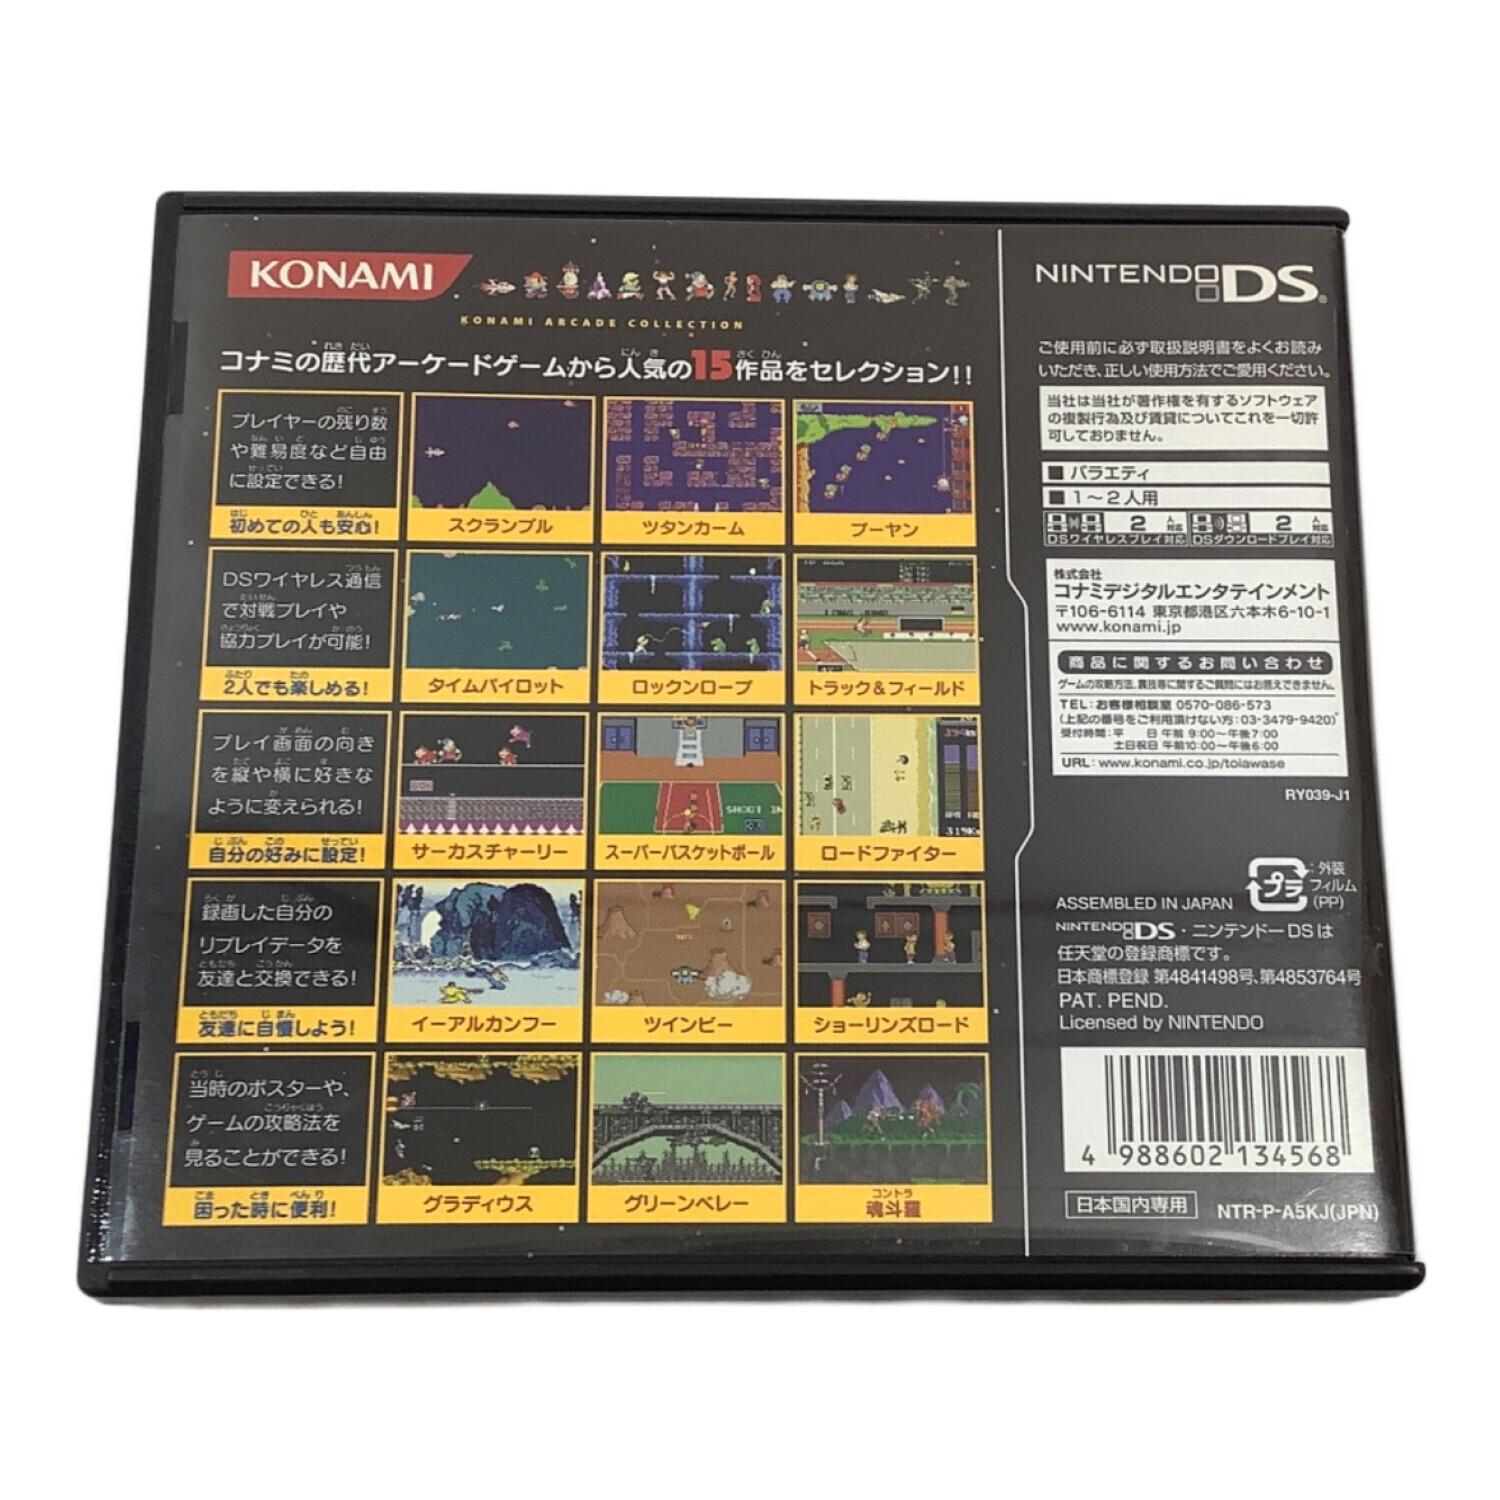 KONAMI
KONAMI ARCADE COLLECTION
コナミの歴代アーケードゲームから人気の15作品をセレクション!!
プレイヤーの残り数
や難易度など自由
に設定できる!
初めての人も安心!
スクランブル
ツタンカーム
プーヤン
DSワイヤレス通信
で対戦プレイや
協力プレイが可能!
2人でも楽しめる!
タイムパイロット
ロックンロープ
トラック&フィールド
プレイ画面の向き
を縦や横に好きな
ように変えられる!
自分の好みに設定!
サーカスチャーリー
スーパーバスケットボール
ロードファイター
録画した自分の
リプレイデータを
友達と交換できる!
友達に自慢しよう!
イーアルカンフー
ツインビー
ショーリンズロード
当時のポスターや、
ゲームの攻略法を
見ることができる!
困った時に便利!
グラディウス
グリーンベレー
コントラ
魂斗羅
NINTENDO DS®
ご使用前に必ず取扱説明書をよくお読み
いただき、正しい使用方法でご愛用ください。
当社は当社が著作権を有するソフトウェア
の複製行為及び賃貸についてこれを一切許
可しておりません。
■ バラエティ
■ 1～2人用
2人対応
DSワイヤレスプレイ対応
2人対応
DSダウンロードプレイ対応
株式会社
コナミデジタルエンタテインメント
〒106-6114 東京都港区六本木6-10-1
www.konami.jp
商品に関するお問い合わせ
ゲームの攻略方法、裏技等に関するご質問にはお答えできません。
TEL:お客様相談室 0570-086-573
(上記の番号をご利用頂けない方:03-3479-9420)
受付時間:平 日 午前 9:00～午後7:00
土日祝日 午前10:00～午後6:00
URL:www.konami.co.jp/toiawase
RY039-J1
ASSEMBLED IN JAPAN
プラ
:外装
フィルム
(PP)
NINTENDO DS・ニンテンドーDSは
任天堂の登録商標です。
日本商標登録 第4841498号、第4853764号
PAT. PEND.
Licensed by NINTENDO
4 988602 134568
日本国内専用
NTR-P-A5KJ(JPN)